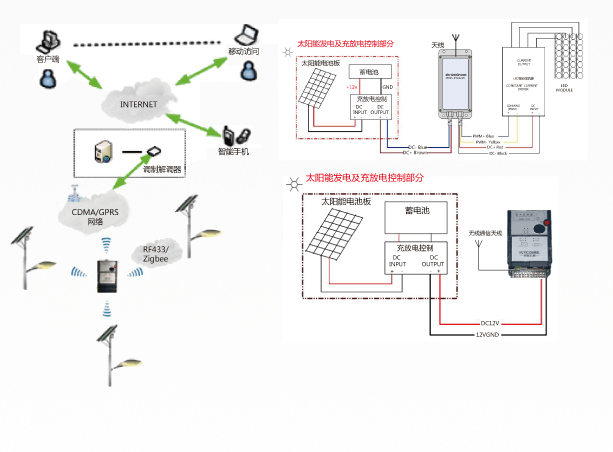 客户端
移动访问
INTERNET
智能手机
调制解调器
CDMA/GPRS
网络
RF433/
Zigbee
太阳能发电及充放电控制部分
太阳能电池板
蓄电池
+12v
GND
充放电控制
DC
INPUT
DC
OUTPUT
DC- Blue
DC+ Brown
天线
CURRENT
OUTPUT
CONSTANT CURRENT
DRIVER
DIMMING
DC
INPUT
LED
MODULE
PWM+ -Blue
PWM- -Yellow
DC+ -Red
DC- -Black
太阳能发电及充放电控制部分
太阳能电池板
蓄电池
充放电控制
DC
INPUT
DC
OUTPUT
+ -
- +
无线通信天线
DC12V
12VGND